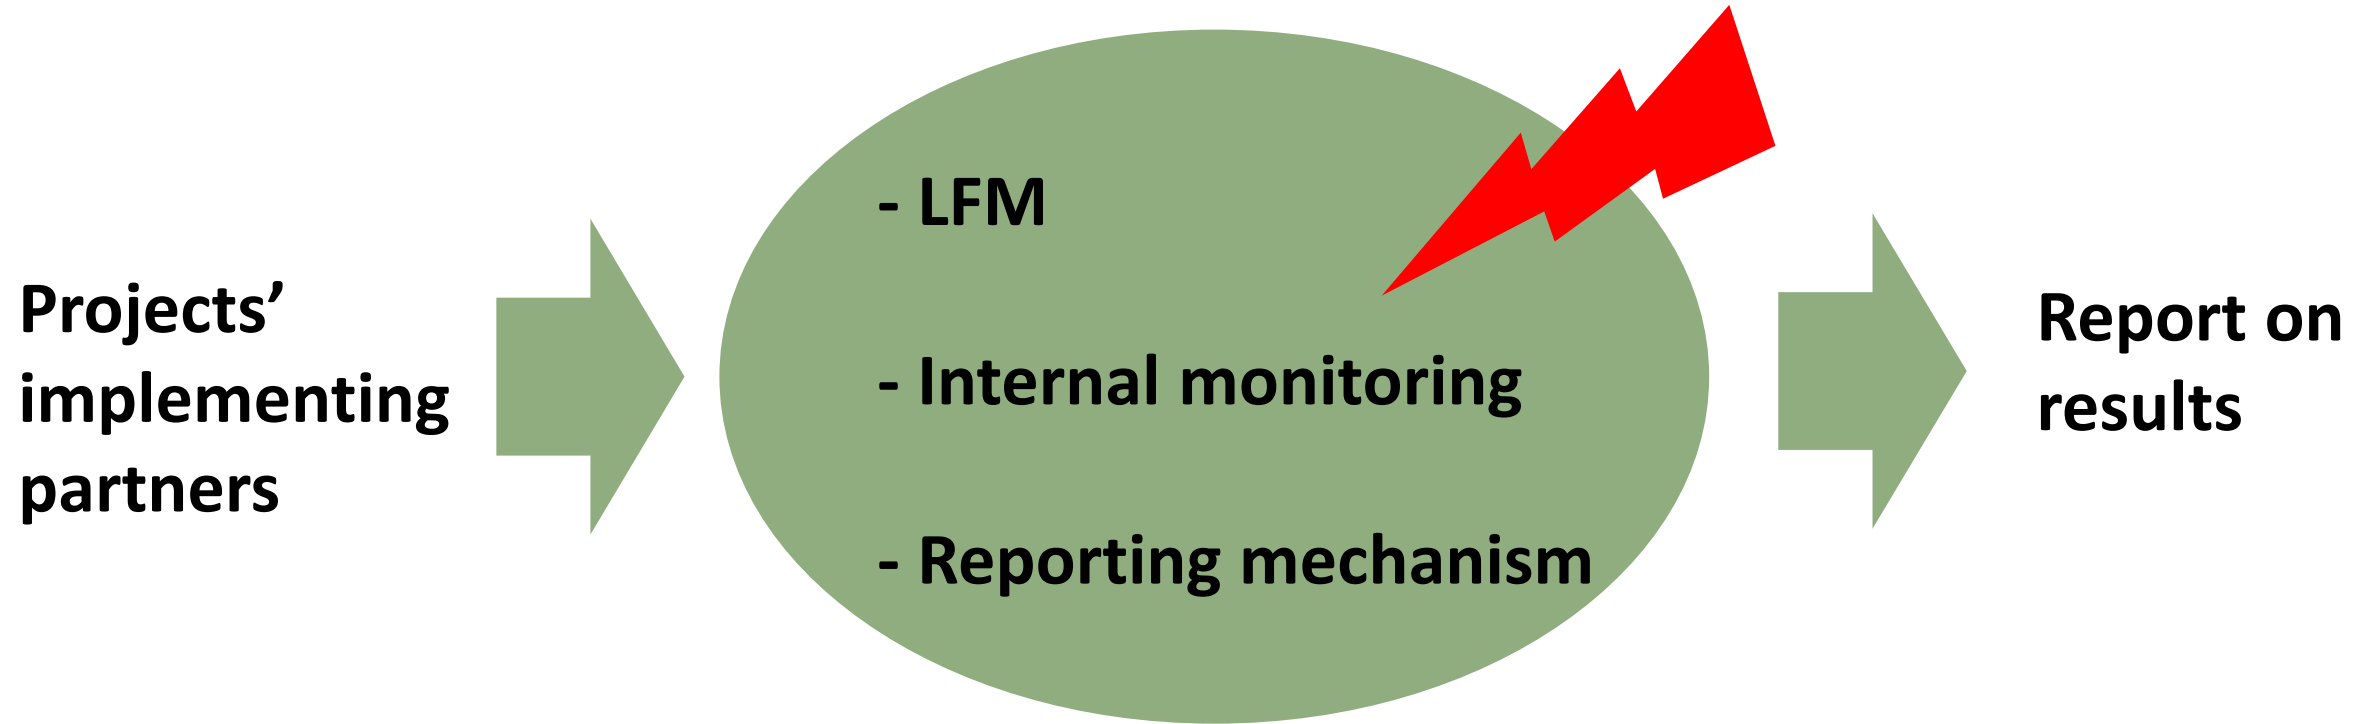 Projects’
implementing
partners
- LFM
- Internal monitoring
- Reporting mechanism
Report on
results